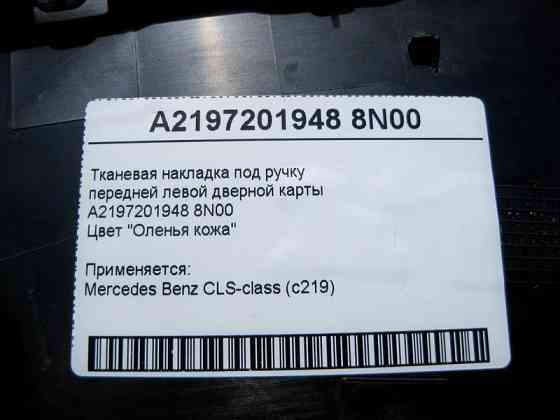 A2197201948 8N00
Тканевая накладка под ручку
передней левой дверной карты
A2197201948 8N00
Цвет "Оленья кожа"
Применяется:
Mercedes Benz CLS-class (c219)